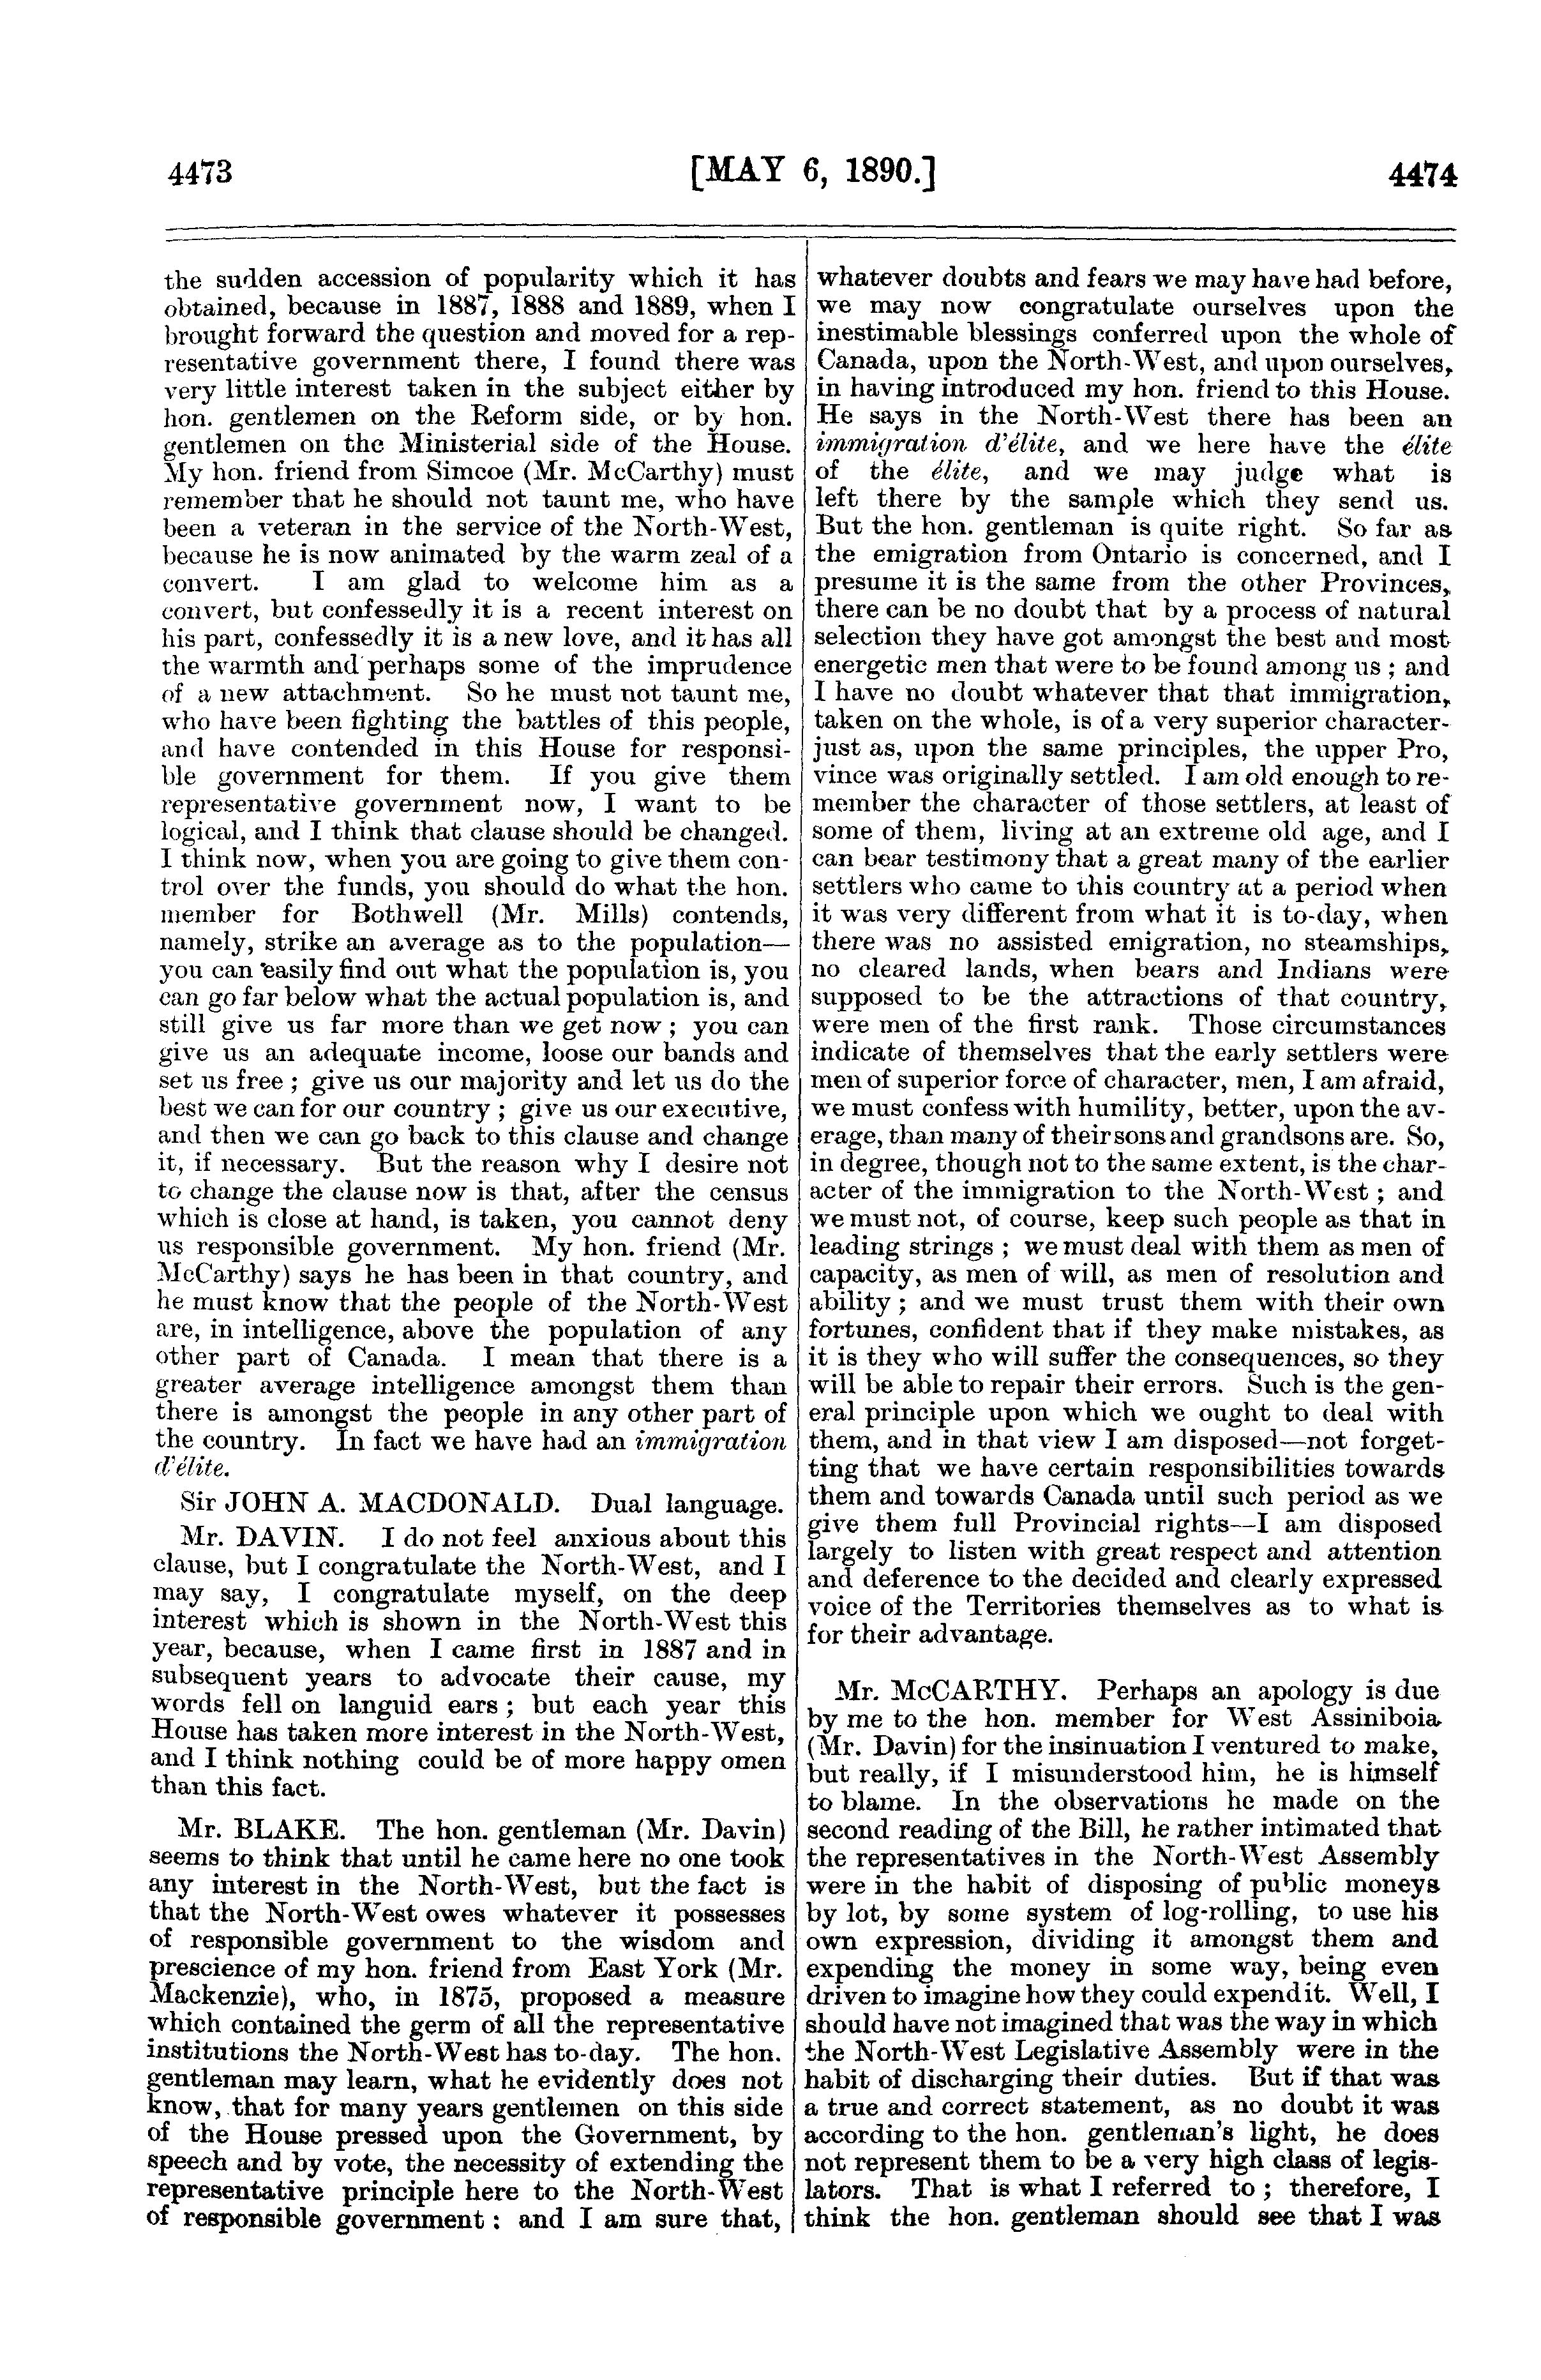 4473 [MAY 6, 1890.] 4474
the sudden accession of popularity which it has
obtained, because in 1887, 1888 and 1889, when I
brought forward the question and moved for a rep-
resentative government there, I found there was
very little interest taken in the subject either by
hon. gentlemen on the Reform side, or by hon.
gentlemen on the Ministerial side of the House.
My hon. friend from Simcoe (Mr. McCarthy) must
remember that he should not taunt me, who have
been a veteran in the service of the North-West,
because he is now animated by the warm zeal of a
convert. I am glad to welcome him as a
convert, but confessedly it is a recent interest on
his part, confessedly it is a new love, and it has all
the warmth and perhaps some of the imprudence
of a new attachment. So he must not taunt me,
who have been fighting the battles of this people,
and have contended in this House for responsi-
ble government for them. If you give them
representative government now, I want to be
logical, and I think that clause should be changed.
I think now, when you are going to give them con-
trol over the funds, you should do what the hon.
member for Bothwell (Mr. Mills) contends,
namely, strike an average as to the population—
you can easily find out what the population is, you
can go far below what the actual population is, and
still give us far more than we get now; you can
give us an adequate income, loose our bands and
set us free; give us our majority and let us do the
best we can for our country; give us our executive,
and then we can go back to this clause and change
it, if necessary. But the reason why I desire not
to change the clause now is that, after the census
which is close at hand, is taken, you cannot deny
us responsible government. My hon. friend (Mr.
McCarthy) says he has been in that country, and
he must know that the people of the North-West
are, in intelligence, above the population of any
other part of Canada. I mean that there is a
greater average intelligence amongst them than
there is amongst the people in any other part of
the country. In fact we have had an immigration
d'élite.
Sir JOHN A. MACDONALD. Dual language.
Mr. DAVIN. I do not feel anxious about this
clause, but I congratulate the North-West, and I
may say, I congratulate myself, on the deep
interest which is shown in the North-West this
year, because, when I came first in 1887 and in
subsequent years to advocate their cause, my
words fell on languid ears; but each year this
House has taken more interest in the North-West,
and I think nothing could be of more happy omen
than this fact.
Mr. BLAKE. The hon. gentleman (Mr. Davin)
seems to think that until he came here no one took
any interest in the North-West, but the fact is
that the North-West owes whatever it possesses
of responsible government to the wisdom and
prescience of my hon. friend from East York (Mr.
Mackenzie), who, in 1875, proposed a measure
which contained the germ of all the representative
institutions the North-West has to-day. The hon.
gentleman may learn, what he evidently does not
know, that for many years gentlemen on this side
of the House pressed upon the Government, by
speech and by vote, the necessity of extending the
representative principle here to the North-West
of responsible government: and I am sure that,
whatever doubts and fears we may have had before,
we may now congratulate ourselves upon the
inestimable blessings conferred upon the whole of
Canada, upon the North-West, and upon ourselves,
in having introduced my hon. friend to this House.
He says in the North-West there has been an
immigration d'élite, and we here have the élite
of the élite, and we may judge what is
left there by the sample which they send us.
But the hon. gentleman is quite right. So far as
the emigration from Ontario is concerned, and I
presume it is the same from the other Provinces,
there can be no doubt that by a process of natural
selection they have got amongst the best and most
energetic men that were to be found among us; and
I have no doubt whatever that that immigration,
taken on the whole, is of a very superior character-
just as, upon the same principles, the upper Pro,
vince was originally settled. I am old enough to re-
member the character of those settlers, at least of
some of them, living at an extreme old age, and I
can bear testimony that a great many of the earlier
settlers who came to this country at a period when
it was very different from what it is to-day, when
there was no assisted emigration, no steamships,
no cleared lands, when bears and Indians were
supposed to be the attractions of that country,
were men of the first rank. Those circumstances
indicate of themselves that the early settlers were
men of superior force of character, men, I am afraid,
we must confess with humility, better, upon the av-
erage, than many of their sons and grandsons are. So,
in degree, though not to the same extent, is the char-
acter of the immigration to the North-West; and
we must not, of course, keep such people as that in
leading strings; we must deal with them as men of
capacity, as men of will, as men of resolution and
ability; and we must trust them with their own
fortunes, confident that if they make mistakes, as
it is they who will suffer the consequences, so they
will be able to repair their errors. Such is the gen-
eral principle upon which we ought to deal with
them, and in that view I am disposed—not forget-
ting that we have certain responsibilities towards
them and towards Canada until such period as we
give them full Provincial rights—I am disposed
largely to listen with great respect and attention
and deference to the decided and clearly expressed
voice of the Territories themselves as to what is
for their advantage.
Mr. McCARTHY. Perhaps an apology is due
by me to the hon. member for West Assiniboia
(Mr. Davin) for the insinuation I ventured to make,
but really, if I misunderstood him, he is himself
to blame. In the observations he made on the
second reading of the Bill, he rather intimated that
the representatives in the North-West Assembly
were in the habit of disposing of public moneys
by lot, by some system of log-rolling, to use his
own expression, dividing it amongst them and
expending the money in some way, being even
driven to imagine how they could expend it. Well, I
should have not imagined that was the way in which
the North-West Legislative Assembly were in the
habit of discharging their duties. But if that was
a true and correct statement, as no doubt it was
according to the hon. gentleman's light, he does
not represent them to be a very high class of legis-
lators. That is what I referred to; therefore, I
think the hon. gentleman should see that I was